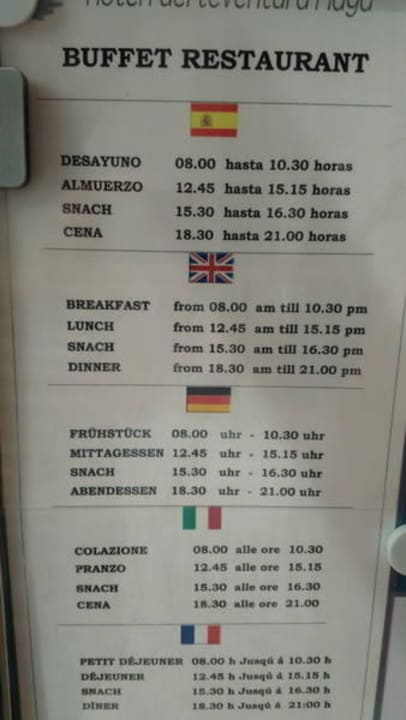 Hotel Fuerteventura Playa
BUFFET RESTAURANT
DESAYUNO 08.00 hasta 10.30 horas
ALMUERZO 12.45 hasta 15.15 horas
SNACH 15.30 hasta 16.30 horas
CENA 18.30 hasta 21.00 horas
BREAKFAST from 08.00 am till 10.30 pm
LUNCH from 12.45 am till 15.15 pm
SNACH from 15.30 am till 16.30 pm
DINNER from 18.30 am till 21.00 pm
FRÜHSTÜCK 08.00 uhr - 10.30 uhr
MITTAGESSEN 12.45 uhr - 15.15 uhr
SNACH 15.30 uhr - 16.30 uhr
ABENDESSEN 18.30 uhr - 21.00 uhr
COLAZIONE 08.00 alle ore 10.30
PRANZO 12.45 alle ore 15.15
SNACH 15.30 alle ore 16.30
CENA 18.30 alle ore 21.00
PETIT DÉJEUNER 08.00 h Jusqú á 10.30 h
DÉJEUNER 12.45 h Jusqú á 15.15 h
SNACH 15.30 h Jusqú á 16.30 h
DÎNER 18.30 h Jusqú á 21:00 h